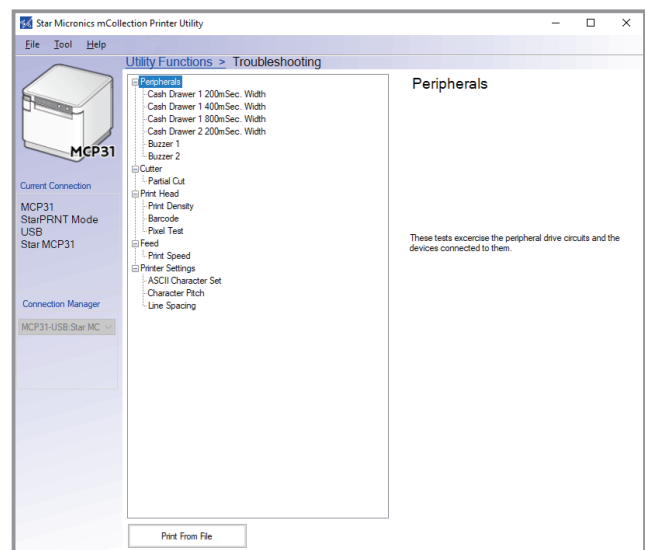 Star Micronics mCollection Printer Utility
File Tool Help
Utility Functions > Troubleshooting
MCP31
Current Connection
MCP31
StarPRNT Mode
USB
Star MCP31
Connection Manager
MCP31-USB:Star MC
Peripherals
Cash Drawer 1 200mSec. Width
Cash Drawer 1 400mSec. Width
Cash Drawer 1 800mSec. Width
Cash Drawer 2 200mSec. Width
Buzzer 1
Buzzer 2
Cutter
Partial Cut
Print Head
Print Density
Barcode
Pixel Test
Feed
Print Speed
Printer Settings
ASCII Character Set
Character Pitch
Line Spacing
Print From File
Peripherals
These tests excercise the peripheral drive circuits and the
devices connected to them.